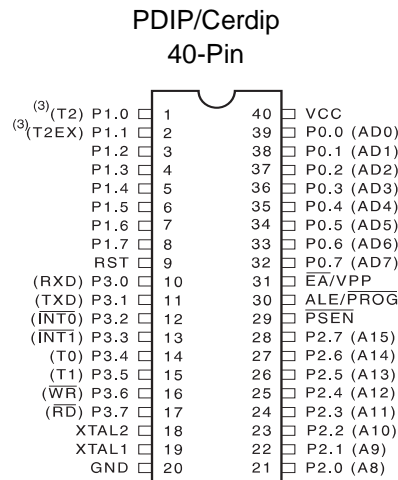 PDIP/Cerdip
40-Pin
(3)(T2) P1.0 1 40 VCC
(3)(T2EX) P1.1 2 39 P0.0 (AD0)
P1.2 3 38 P0.1 (AD1)
P1.3 4 37 P0.2 (AD2)
P1.4 5 36 P0.3 (AD3)
P1.5 6 35 P0.4 (AD4)
P1.6 7 34 P0.5 (AD5)
P1.7 8 33 P0.6 (AD6)
RST 9 32 P0.7 (AD7)
(RXD) P3.0 10 31 E̅A̅/VPP
(TXD) P3.1 11 30 ALE/P̅R̅O̅G̅
(I̅N̅T̅0̅) P3.2 12 29 P̅S̅E̅N̅
(I̅N̅T̅1̅) P3.3 13 28 P2.7 (A15)
(T0) P3.4 14 27 P2.6 (A14)
(T1) P3.5 15 26 P2.5 (A13)
(W̅R̅) P3.6 16 25 P2.4 (A12)
(R̅D̅) P3.7 17 24 P2.3 (A11)
XTAL2 18 23 P2.2 (A10)
XTAL1 19 22 P2.1 (A9)
GND 20 21 P2.0 (A8)